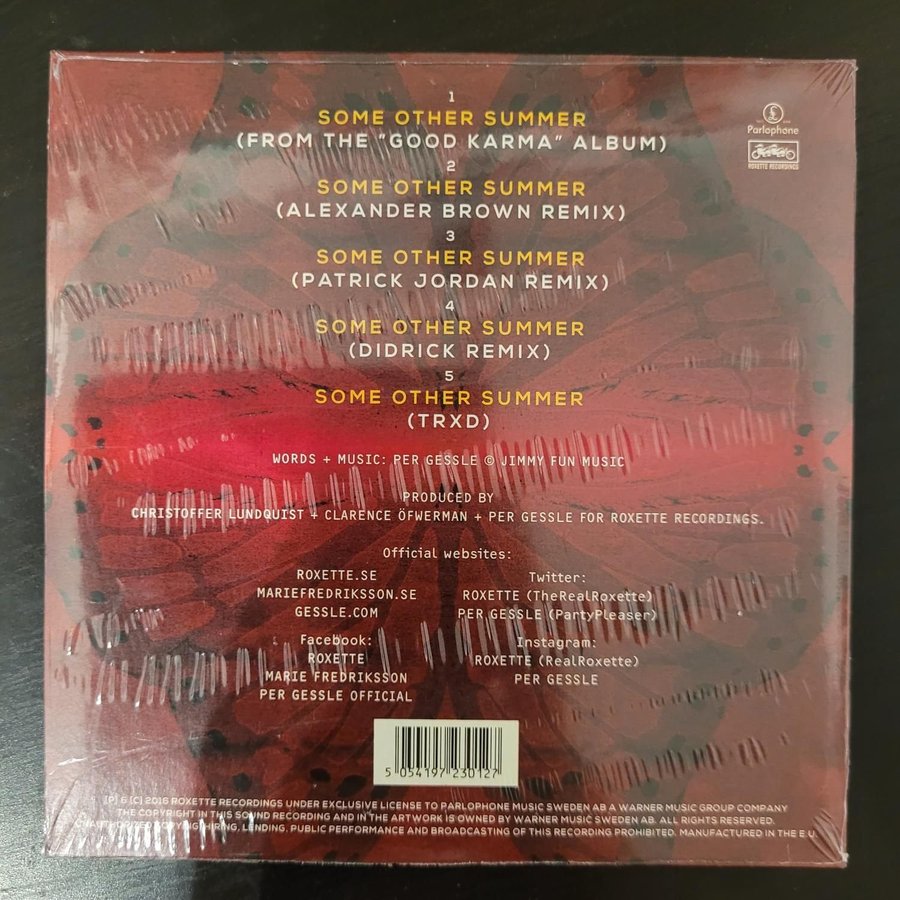 1
SOME OTHER SUMMER
(FROM THE "GOOD KARMA" ALBUM)
2
SOME OTHER SUMMER
(ALEXANDER BROWN REMIX)
3
SOME OTHER SUMMER
(PATRICK JORDAN REMIX)
4
SOME OTHER SUMMER
(DIDRICK REMIX)
5
SOME OTHER SUMMER
(TRXD)
Parlophone
ROXETTE RECORDINGS
WORDS + MUSIC: PER GESSLE © JIMMY FUN MUSIC
PRODUCED BY
CHRISTOFFER LUNDQUIST + CLARENCE ÖFWERMAN + PER GESSLE FOR ROXETTE RECORDINGS.
Official websites:
ROXETTE.SE
MARIEFREDRIKSSON.SE
GESSLE.COM
Twitter:
ROXETTE (TheRealRoxette)
PER GESSLE (PartyPleaser)
Facebook:
ROXETTE
MARIE FREDRIKSSON
PER GESSLE OFFICIAL
Instagram:
ROXETTE (RealRoxette)
PER GESSLE
5 054197 230127
(P) & (C) 2016 ROXETTE RECORDINGS UNDER EXCLUSIVE LICENSE TO PARLOPHONE MUSIC SWEDEN AB A WARNER MUSIC GROUP COMPANY
THE COPYRIGHT IN THIS SOUND RECORDING AND IN THE ARTWORK IS OWNED BY WARNER MUSIC SWEDEN AB. ALL RIGHTS RESERVED.
UNAUTHORIZED COPYING, HIRING, LENDING, PUBLIC PERFORMANCE AND BROADCASTING OF THIS RECORDING PROHIBITED. MANUFACTURED IN THE E.U.